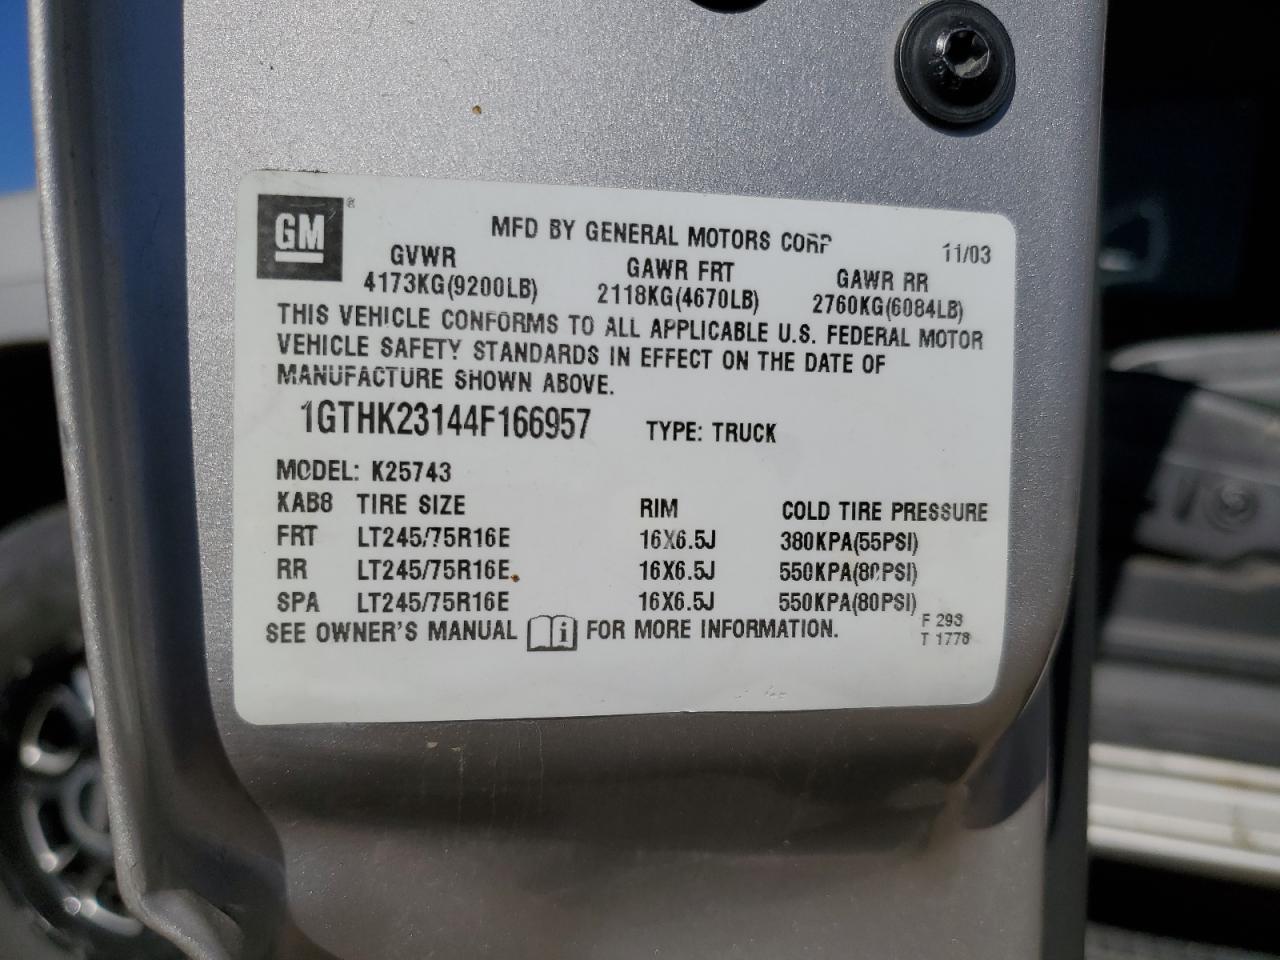 GM ®
MFD BY GENERAL MOTORS CORP 11/03
GVWR GAWR FRT GAWR RR
4173KG(9200LB) 2118KG(4670LB) 2760KG(6084LB)
THIS VEHICLE CONFORMS TO ALL APPLICABLE U.S. FEDERAL MOTOR
VEHICLE SAFETY STANDARDS IN EFFECT ON THE DATE OF
MANUFACTURE SHOWN ABOVE.
1GTHK23144F166957 TYPE: TRUCK
MODEL: K25743
KAB8 TIRE SIZE RIM COLD TIRE PRESSURE
FRT LT245/75R16E 16X6.5J 380KPA(55PSI)
RR LT245/75R16E 16X6.5J 550KPA(80PSI)
SPA LT245/75R16E 16X6.5J 550KPA(80PSI)
SEE OWNER'S MANUAL i FOR MORE INFORMATION.
F 293
T 1778